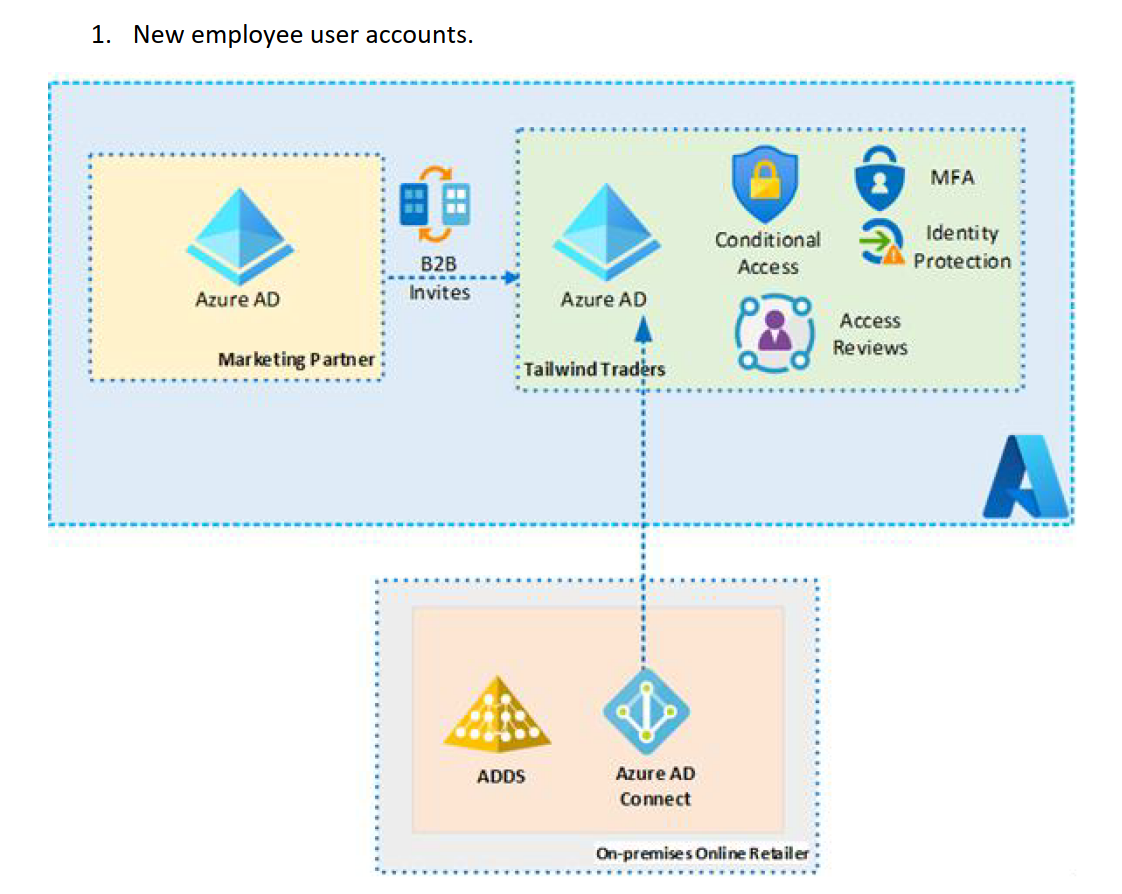 1. New employee user accounts.
Azure AD
Marketing Partner
B2B
Invites
Azure AD
Tailwind Traders
Conditional
Access
MFA
Identity
Protection
Access
Reviews
ADDS
Azure AD
Connect
On-premises Online Retailer